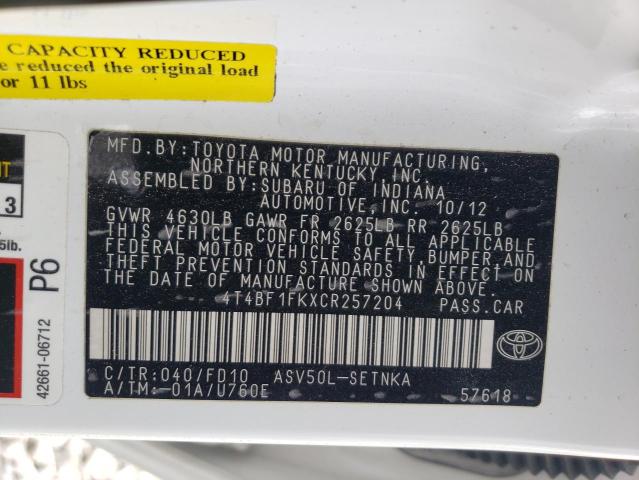 CAPACITY REDUCED
e reduced the original load
or 11 lbs
3
5lb.
P6
42661-06712
MFD.BY:TOYOTA MOTOR MANUFACTURING,
NORTHERN KENTUCKY,INC.
ASSEMBLED BY:SUBARU OF INDIANA
AUTOMOTIVE,INC. 10/12
GVWR 4630LB GAWR FR 2625LB RR 2625LB
THIS VEHICLE CONFORMS TO ALL APPLICABLE
FEDERAL MOTOR VEHICLE SAFETY,BUMPER,AND
THEFT PREVENTION STANDARDS IN EFFECT ON
THE DATE OF MANUFACTURE SHOWN ABOVE.
4T4BF1FKXCR257204 PASS.CAR
C/TR:040/FD10 ASV50L-SETNKA
A/TM:-01A/U760E 57618
TOYOTA